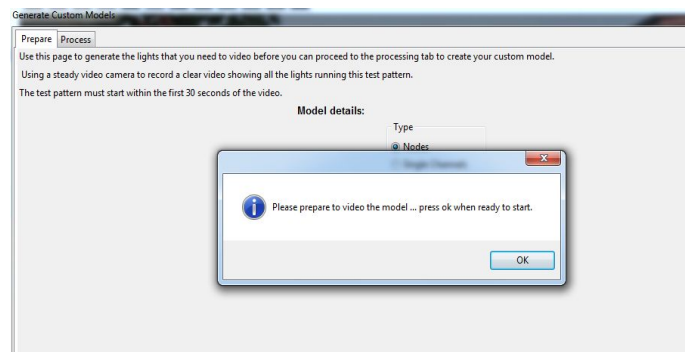 Generate Custom Models
Prepare Process
Use this page to generate the lights that you need to video before you can proceed to the processing tab to create your custom model.
Using a steady video camera to record a clear video showing all the lights running this test pattern.
The test pattern must start within the first 30 seconds of the video.
Model details:
Type
Nodes
Single Channels
Please prepare to video the model ... press ok when ready to start.
OK